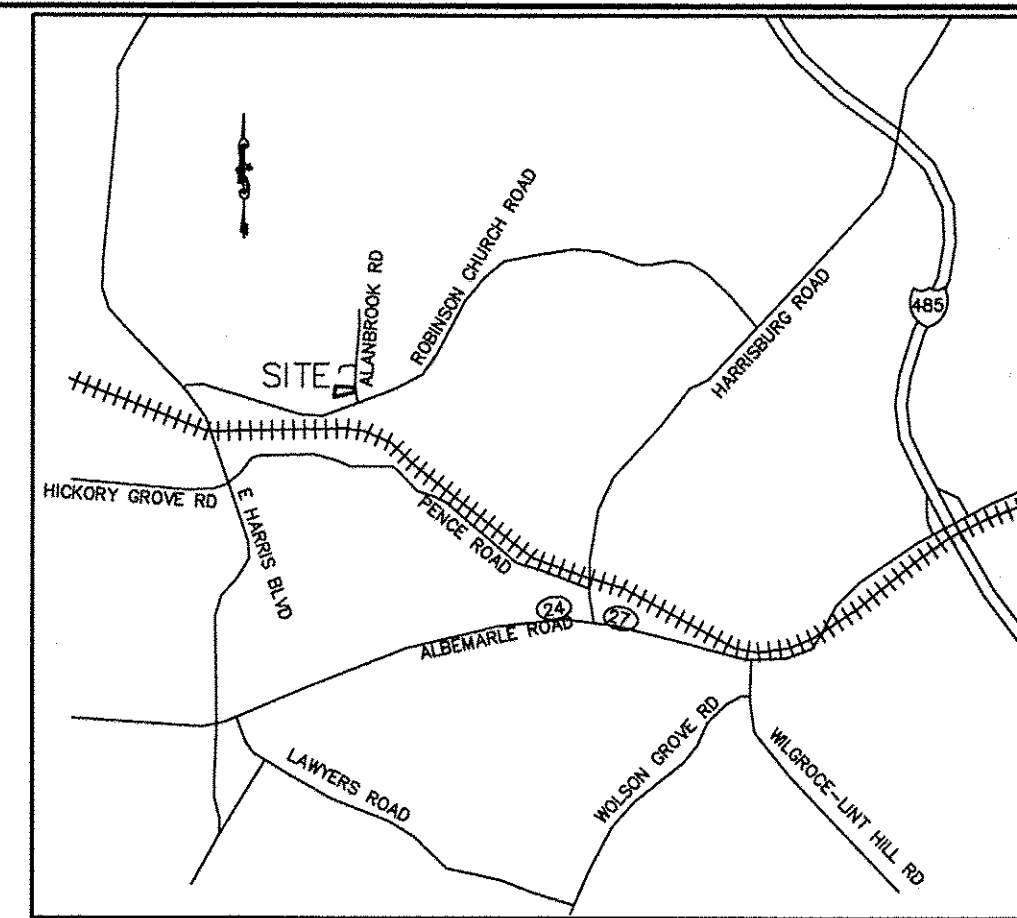 ROBINSON CHURCH ROAD
ALANBROOK RD
485
HARRISBURG ROAD
SITE
HICKORY GROVE RD
E HARRIS BLVD
PENCE ROAD
24
27
ALBEMARLE ROAD
WOLSON GROVE RD
WILGROCE-LINT HILL RD
LAWYERS ROAD